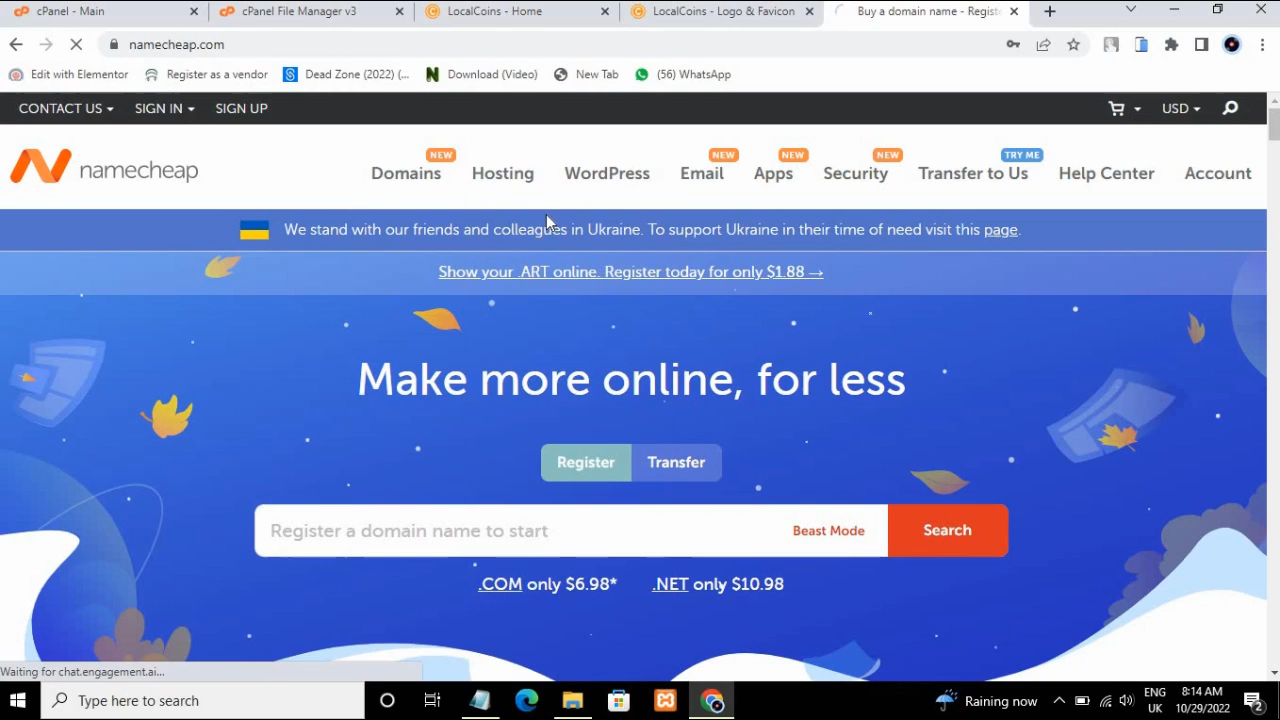 cPanel - Main
cPanel File Manager v3
LocalCoins - Home
LocalCoins - Logo & Favicon
Buy a domain name - Regist
namecheap.com
Edit with Elementor
Register as a vendor
Dead Zone (2022) (...
Download (Video)
New Tab
(56) WhatsApp
CONTACT US
SIGN IN
SIGN UP
USD
namecheap
NEW
Domains
Hosting
WordPress
NEW
Email
NEW
Apps
NEW
Security
TRY ME
Transfer to Us
Help Center
Account
We stand with our friends and colleagues in Ukraine. To support Ukraine in their time of need visit this page.
Show your .ART online. Register today for only $1.88 →
Make more online, for less
Register
Transfer
Register a domain name to start
Beast Mode
Search
.COM only $6.98*
.NET only $10.98
Waiting for chat.engagement.ai...
Type here to search
Raining now
ENG
UK
8:14 AM
10/29/2022
2